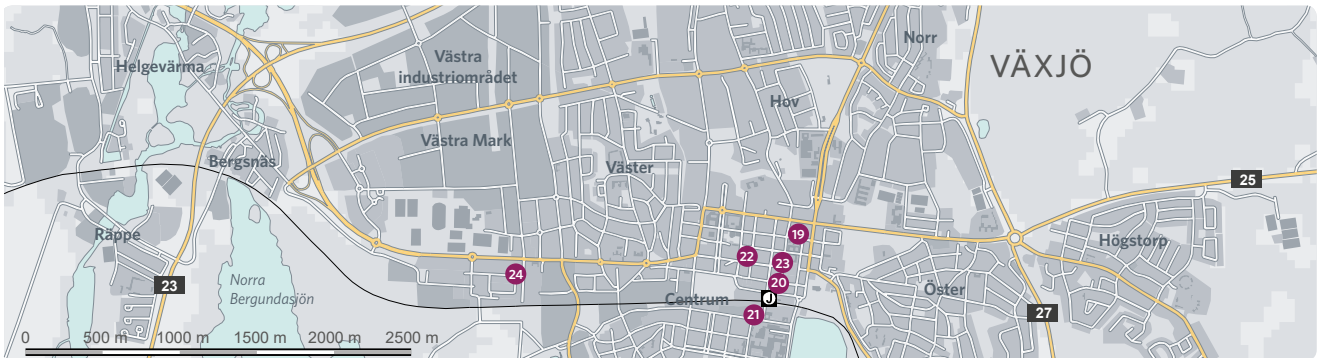 Norr
VÄXJÖ
Helgevärma
Västra
industriområdet
Hov
Västra Mark
Bergsnäs
Väster
25
Räppe
19
Högstorp
22
23
24
20
23
Norra
Bergundasjön
Centrum
J
Öster
21
27
0 500 m 1000 m 1500 m 2000 m 2500 m